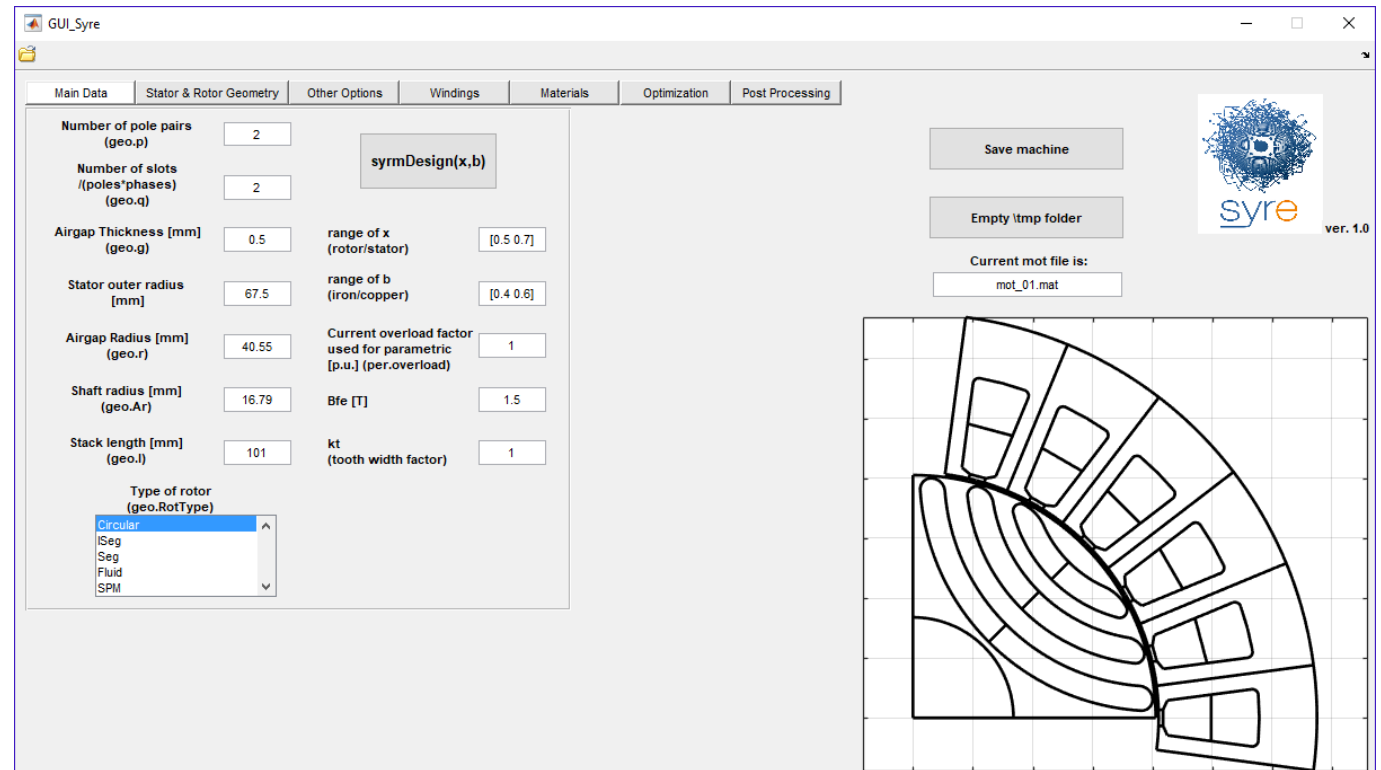 GUI_Syre
Main Data
Stator & Rotor Geometry
Other Options
Windings
Materials
Optimization
Post Processing
Number of pole pairs
(geo.p)
2
Number of slots
/(poles*phases)
(geo.q)
2
Airgap Thickness [mm]
(geo.g)
0.5
Stator outer radius
[mm]
67.5
Airgap Radius [mm]
(geo.r)
40.55
Shaft radius [mm]
(geo.Ar)
16.79
Stack length [mm]
(geo.l)
101
Type of rotor
(geo.RotType)
Circular
ISeg
Seg
Fluid
SPM
syrmDesign(x,b)
range of x
(rotor/stator)
[0.5 0.7]
range of b
(iron/copper)
[0.4 0.6]
Current overload factor
used for parametric
[p.u.] (per.overload)
1
Bfe [T]
1.5
kt
(tooth width factor)
1
Save machine
Empty \tmp folder
Current mot file is:
mot_01.mat
syre
ver. 1.0